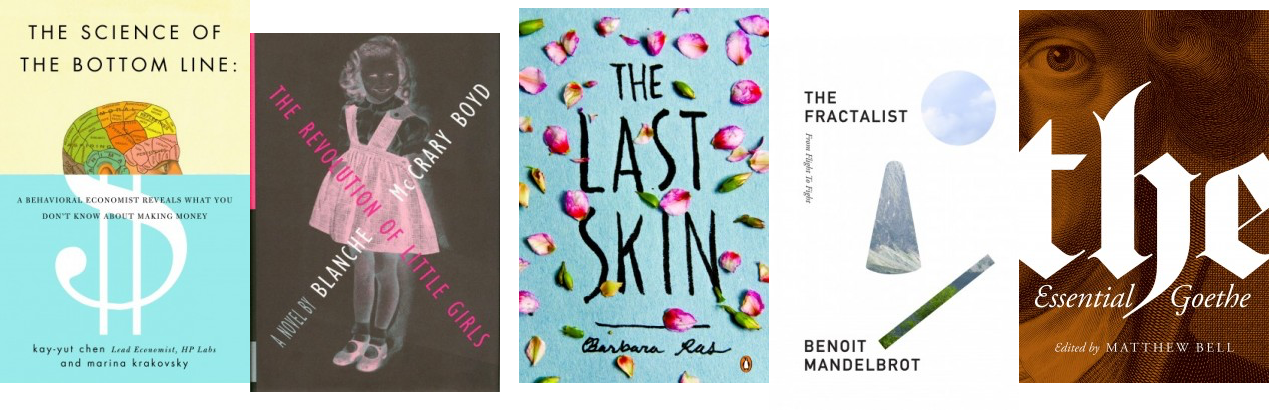 THE SCIENCE OF
THE BOTTOM LINE:
A BEHAVIORAL ECONOMIST REVEALS WHAT YOU
DON'T KNOW ABOUT MAKING MONEY
kay-yut chen Lead Economist, HP Labs
and marina krakovsky
THE REVOLUTION OF LITTLE GIRLS
A NOVEL BY BLANCHE McCRARY BOYD
THE
LAST
SKIN
Barbara Ras
THE
FRACTALIST
From Flight To Fight
BENOIT
MANDELBROT
the
Essential Goethe
Edited by MATTHEW BELL